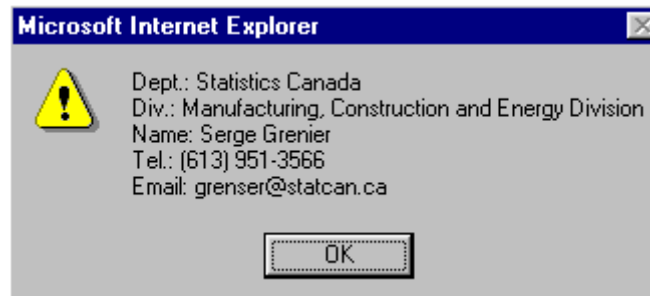 Microsoft Internet Explorer
Dept.: Statistics Canada
Div.: Manufacturing, Construction and Energy Division
Name: Serge Grenier
Tel.: (613) 951-3566
Email: grenser@statcan.ca
OK